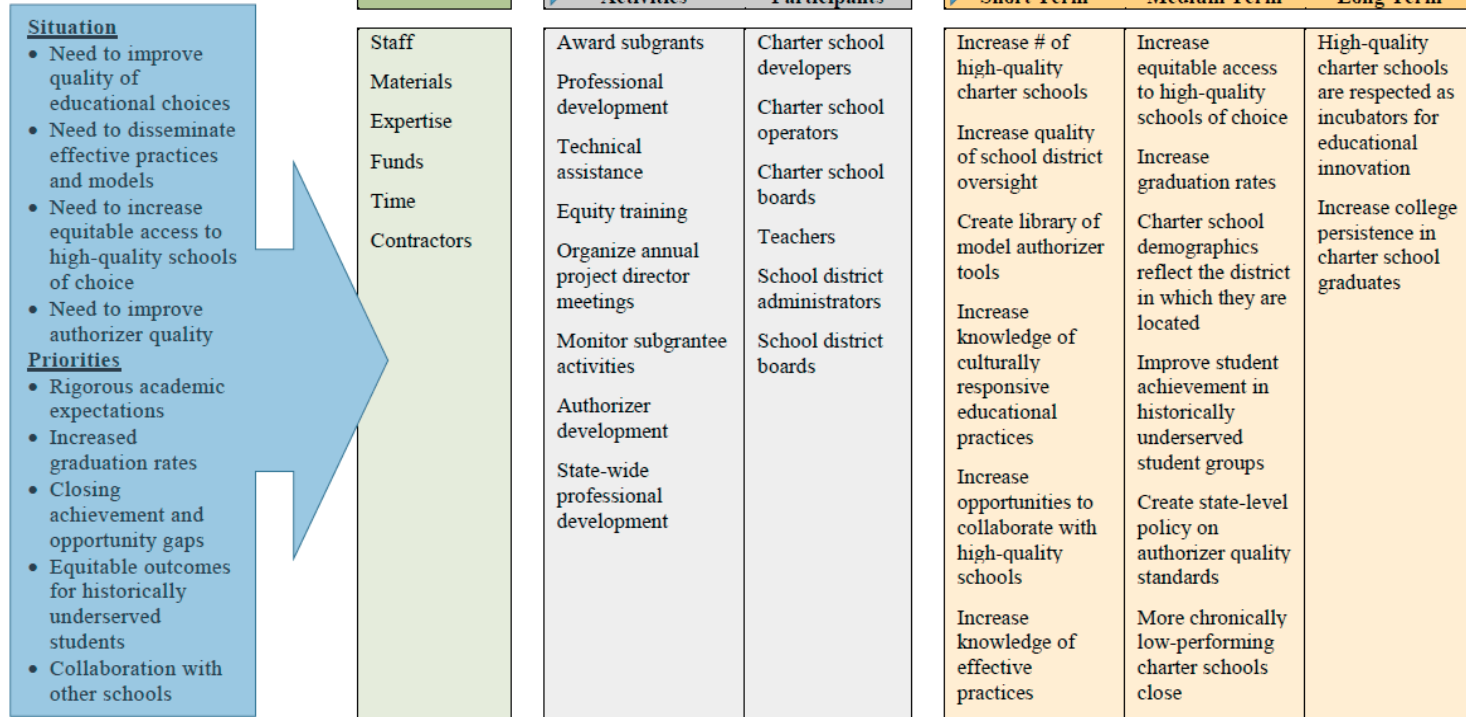 Activities
Participants
Short Term
Medium Term
Long Term
Situation
• Need to improve
quality of
educational choices
• Need to disseminate
effective practices
and models
• Need to increase
equitable access to
high-quality schools
of choice
• Need to improve
authorizer quality
Priorities
• Rigorous academic
expectations
• Increased
graduation rates
• Closing
achievement and
opportunity gaps
• Equitable outcomes
for historically
underserved
students
• Collaboration with
other schools
Staff
Materials
Expertise
Funds
Time
Contractors
Award subgrants
Professional
development
Technical
assistance
Equity training
Organize annual
project director
meetings
Monitor subgrantee
activities
Authorizer
development
State-wide
professional
development
Charter school
developers
Charter school
operators
Charter school
boards
Teachers
School district
administrators
School district
boards
Increase # of
high-quality
charter schools
Increase quality
of school district
oversight
Create library of
model authorizer
tools
Increase
knowledge of
culturally
responsive
educational
practices
Increase
opportunities to
collaborate with
high-quality
schools
Increase
knowledge of
effective
practices
Increase
equitable access
to high-quality
schools of choice
Increase
graduation rates
Charter school
demographics
reflect the district
in which they are
located
Improve student
achievement in
historically
underserved
student groups
Create state-level
policy on
authorizer quality
standards
More chronically
low-performing
charter schools
close
High-quality
charter schools
are respected as
incubators for
educational
innovation
Increase college
persistence in
charter school
graduates